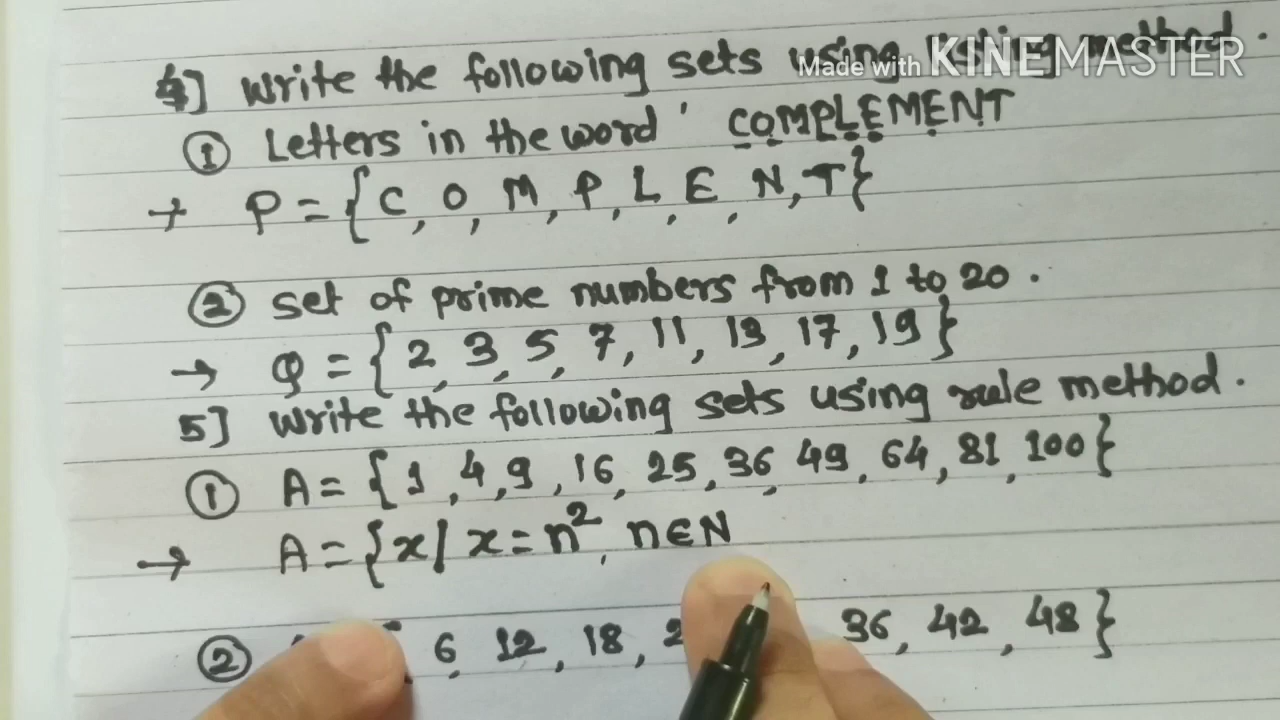 4] Write the following sets using listing method.
Made with KINEMASTER
① Letters in the word ' COMPLEMENT
→ P = {C, O, M, P, L, E, N, T}
② set of prime numbers from 1 to 20.
→ Q = {2, 3, 5, 7, 11, 13, 17, 19}
5] Write the following sets using rule method.
① A = {1, 4, 9, 16, 25, 36, 49, 64, 81, 100}
→ A = {x | x = n², n∈N
② 6, 12, 18, 36, 42, 48}